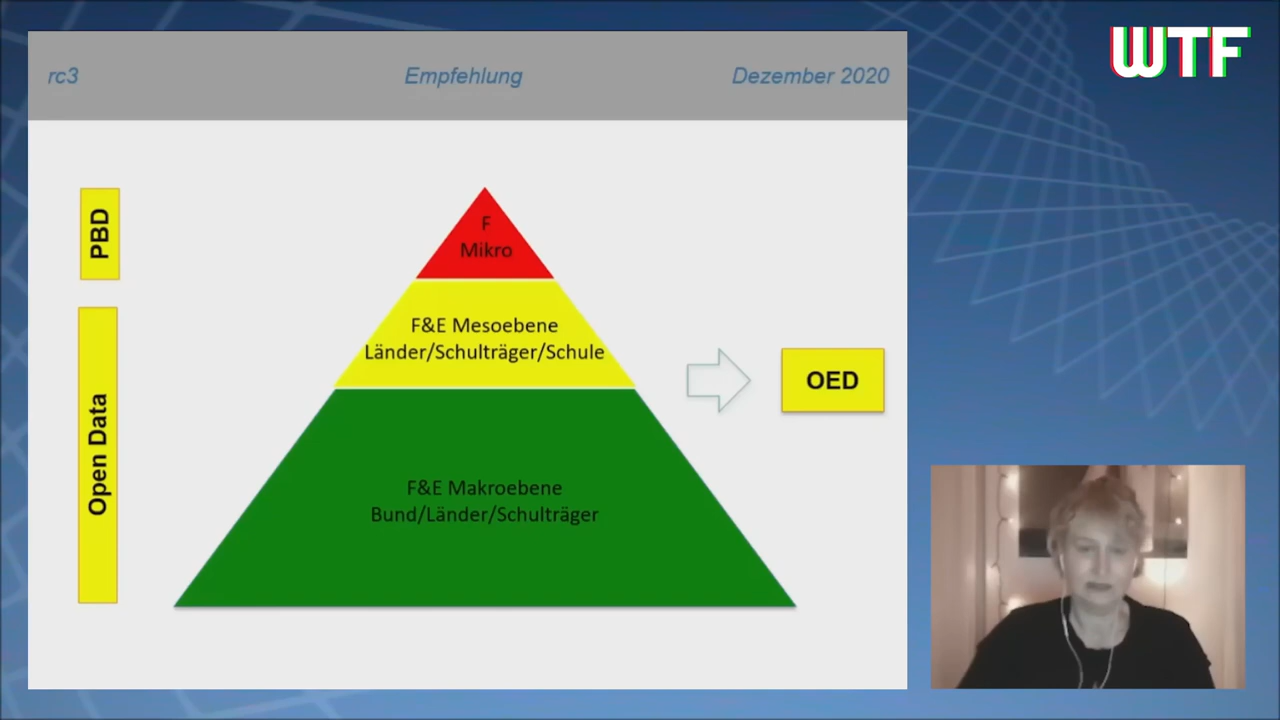 rc3 Empfehlung Dezember 2020
WTF
PBD
F
Mikro
F&E Mesoebene
Länder/Schulträger/Schule
OED
Open Data
F&E Makroebene
Bund/Länder/Schulträger